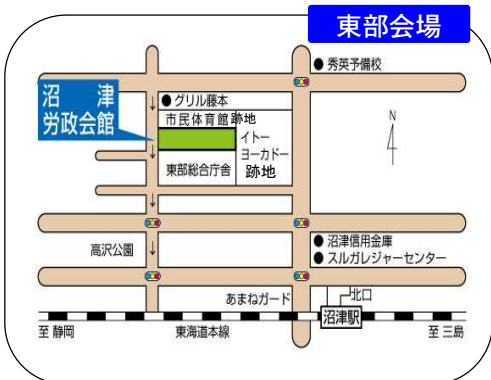 東部会場
秀英予備校
沼 津
労政会館
グリル藤本
市民体育館跡地
イトー
ヨーカドー
跡地
東部総合庁舎
N
高沢公園
沼津信用金庫
スルガレジャーセンター
あまねガード
北口
沼津駅
至 静岡
東海道本線
至 三島